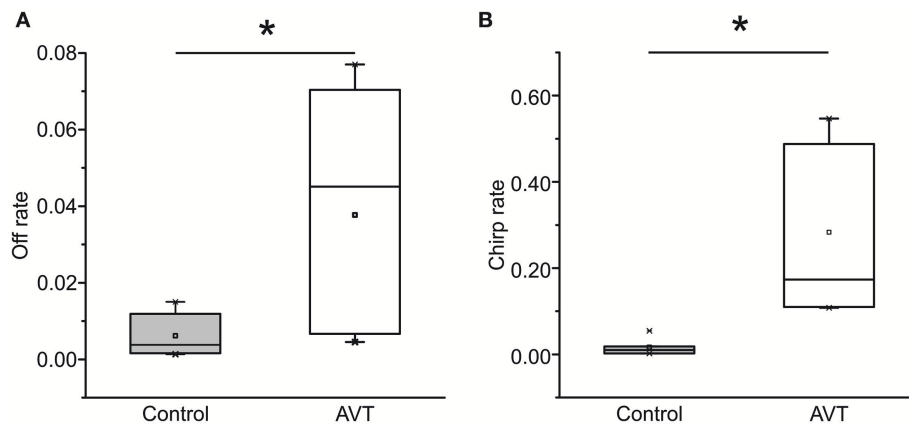 A
*
0.08
0.06
0.04
0.02
0.00
Off rate
Control AVT
B
*
0.60
0.40
0.20
0.00
Chirp rate
Control AVT